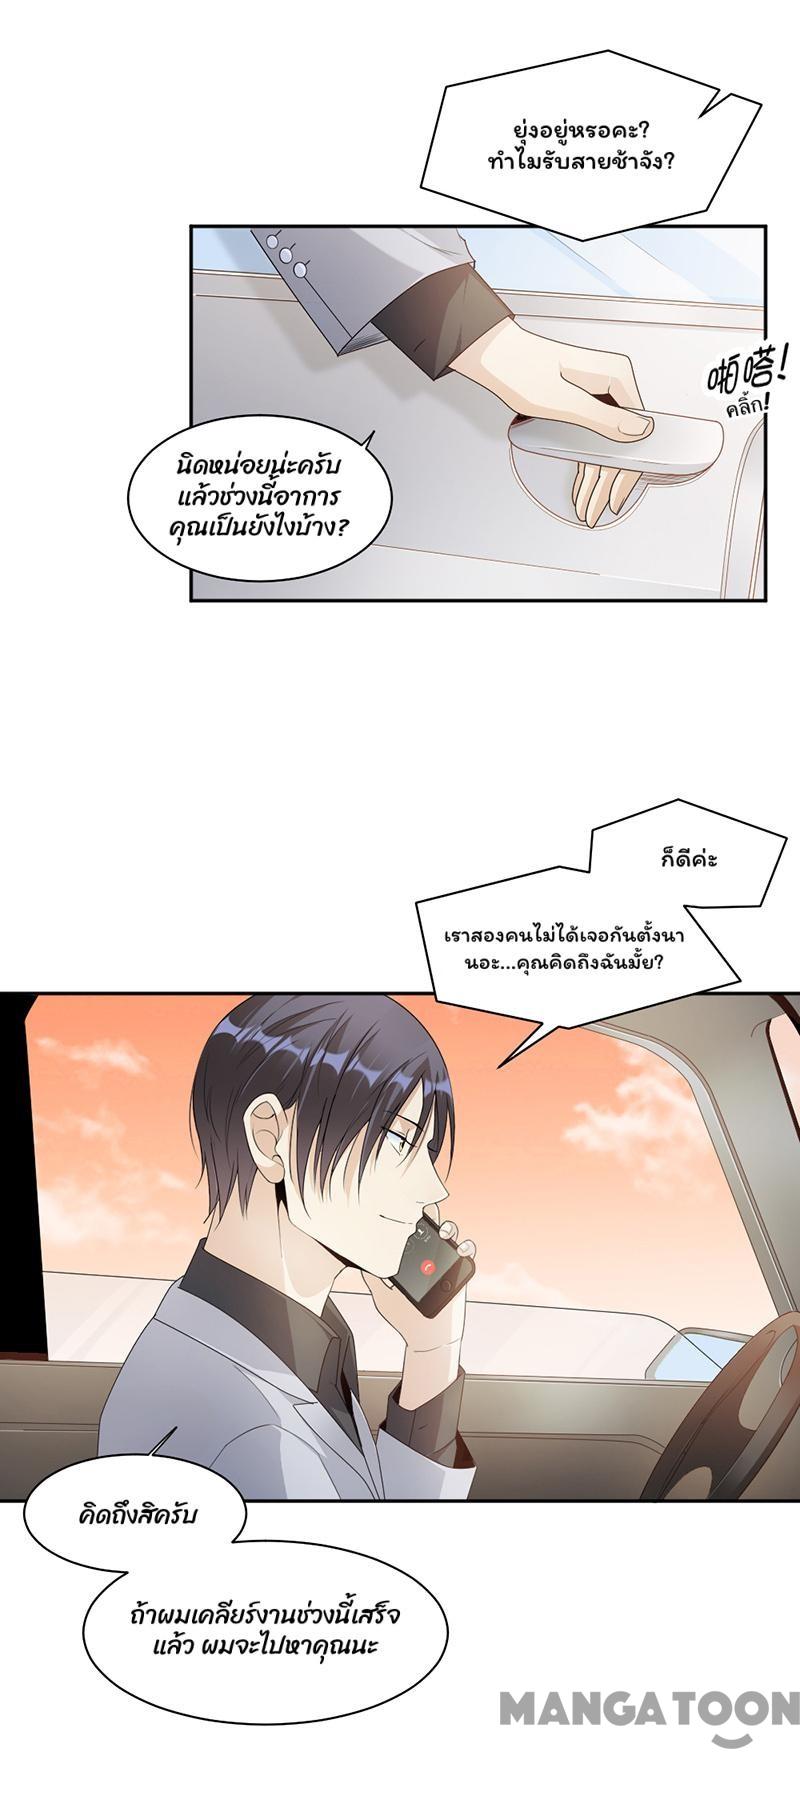 ยุ่งอยู่หรอคะ?
ทำไมรับสายช้าจัง?
啪嗒!
คลิ้ก!
นิดหน่อยน่ะครับ
แล้วช่วงนี้อาการ
คุณเป็นยังไงบ้าง?
ก็ดีค่ะ
เราสองคนไม่ได้เจอกันตั้งนา
นอะ...คุณคิดถึงฉันมั้ย?
คิดถึงสิครับ
ถ้าผมเคลียร์งานช่วงนี้เสร็จ
แล้ว ผมจะไปหาคุณนะ
MANGATOON